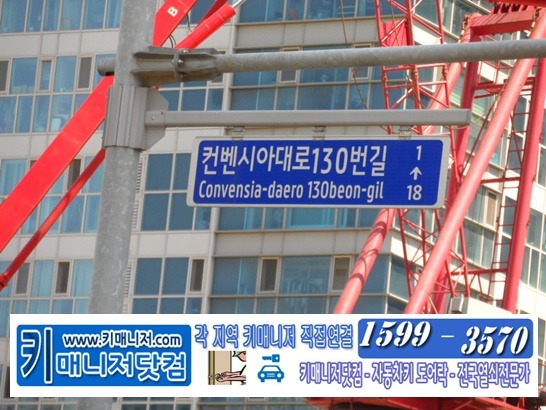 컨벤시아대로130번길 1
Convensia-daero 130beon-gil ↑
18
www.키매니저.com
키매니저닷컴
각 지역 키매니저 직접연결
1599 - 3570
키매니저닷컴 - 자동차키 도어락 - 전국열쇠전문가
B